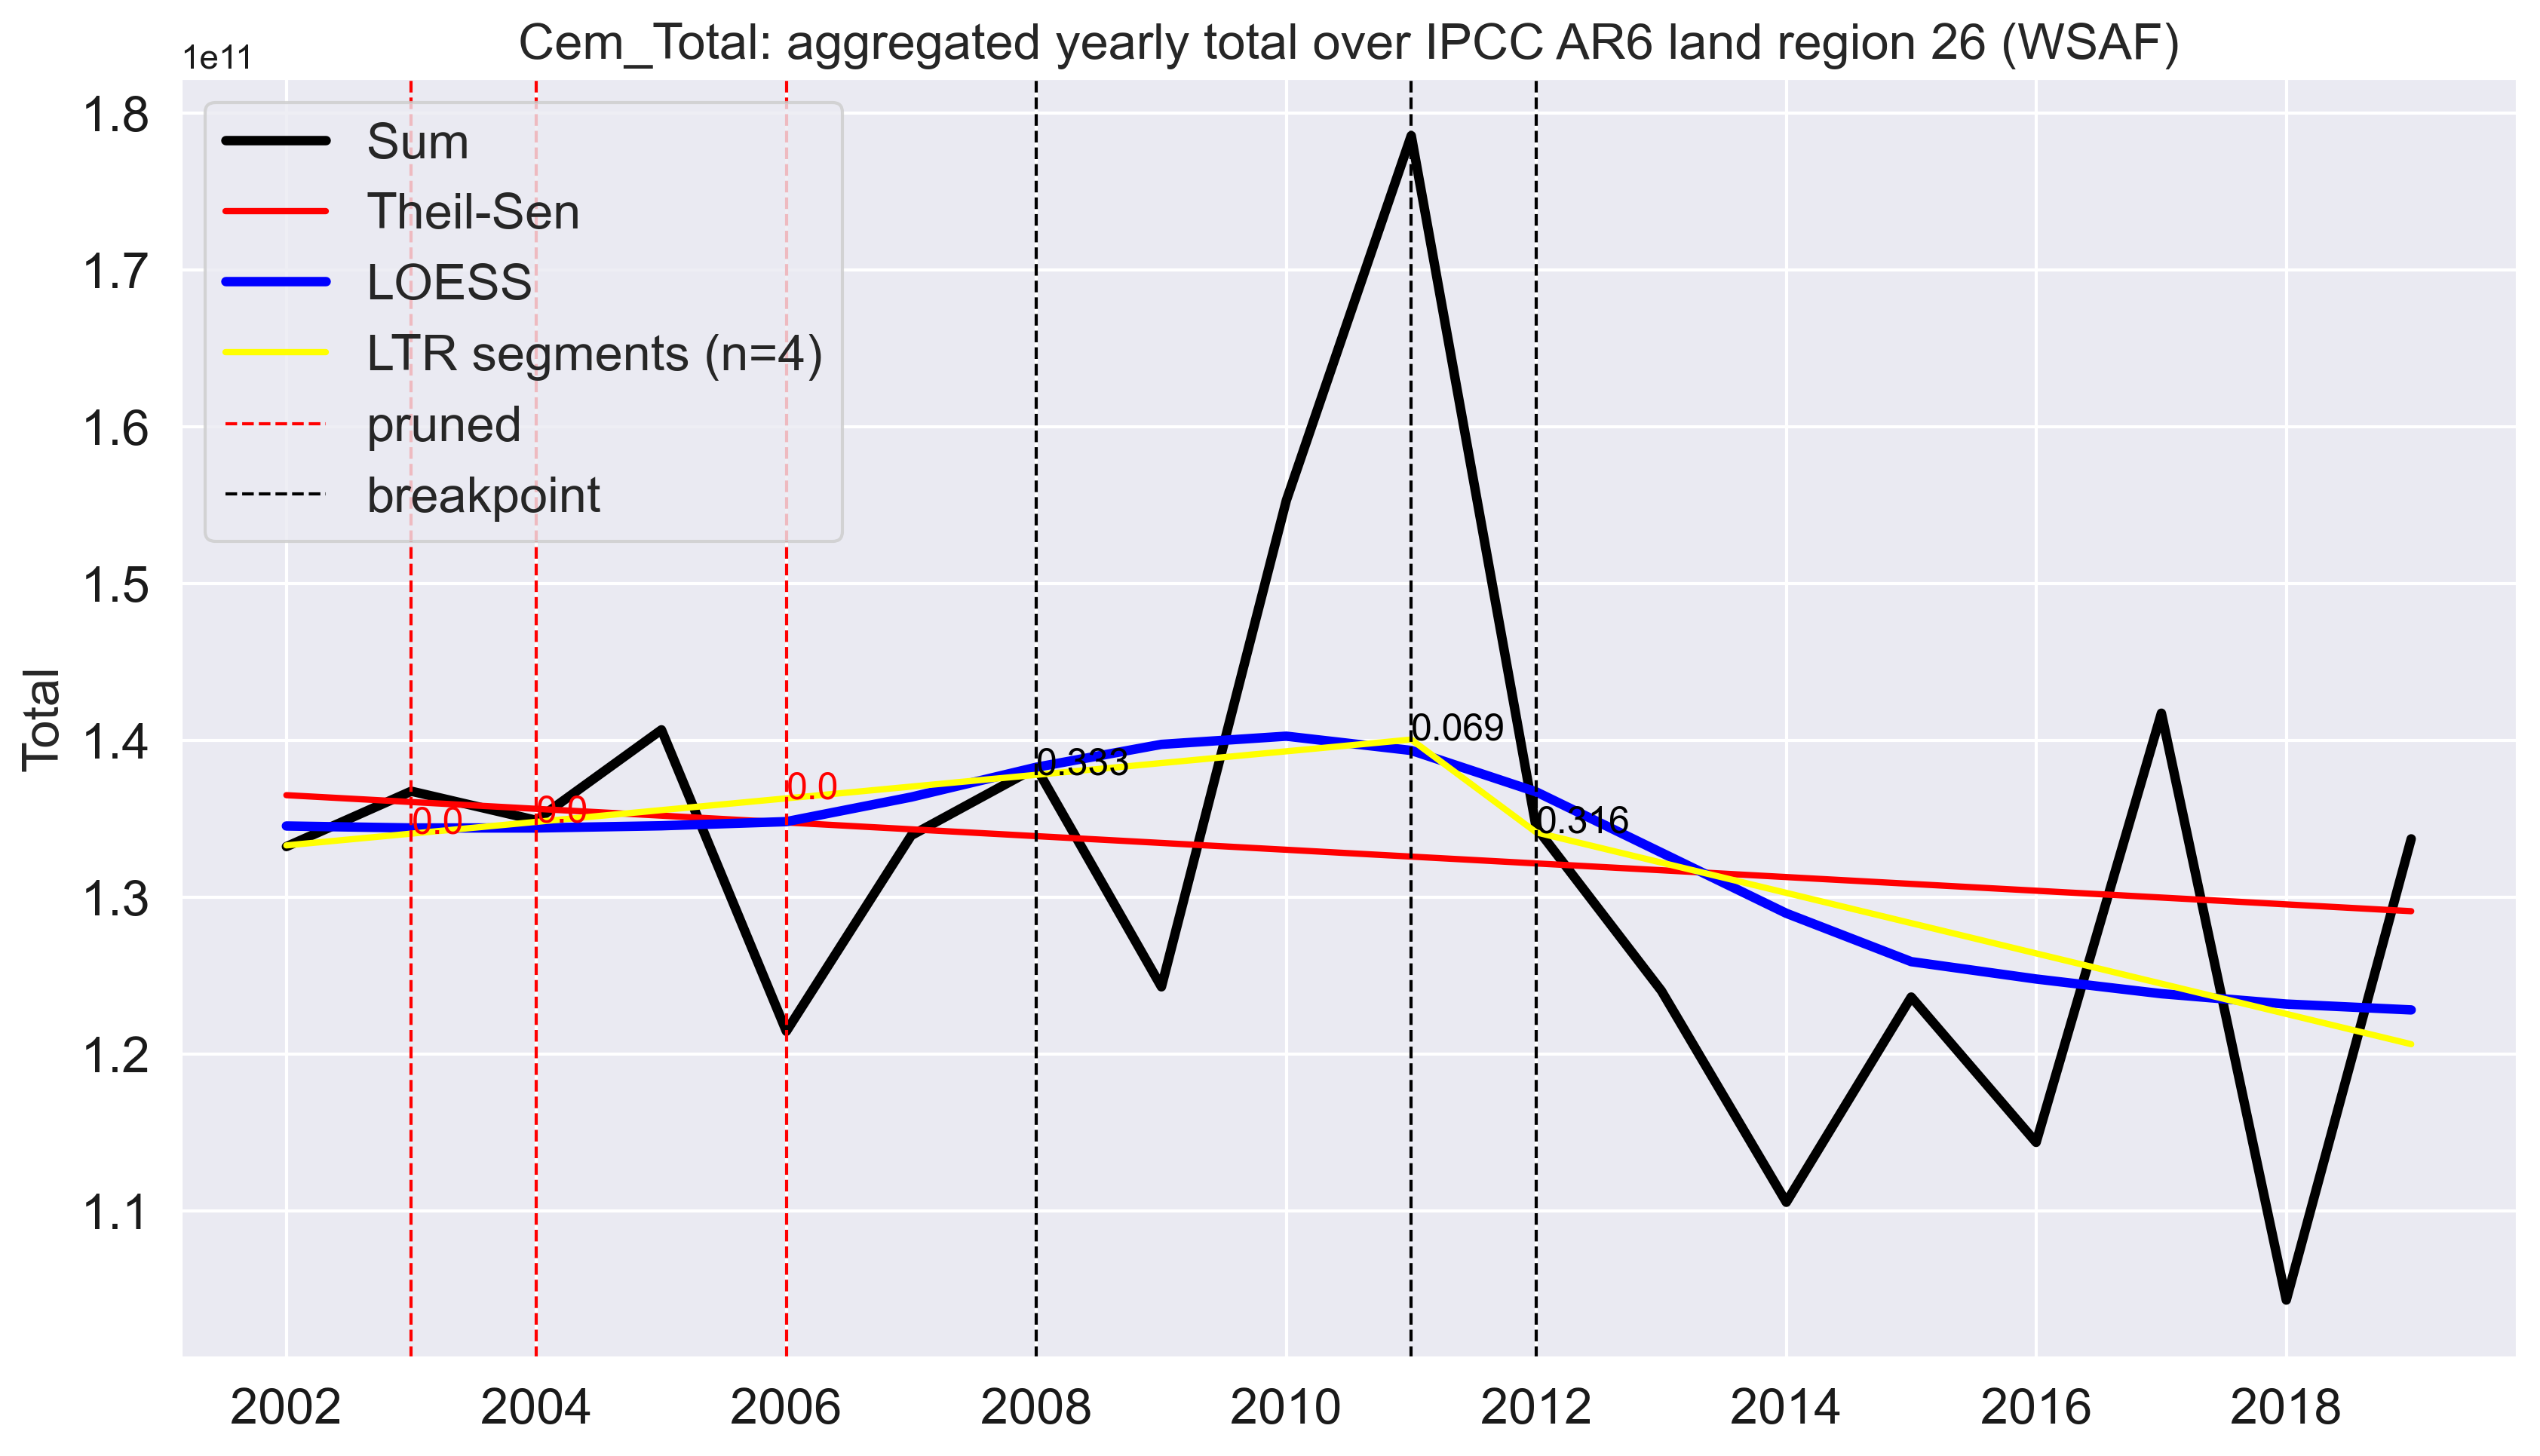 Cem_Total: aggregated yearly total over IPCC AR6 land region 26 (WSAF)
1e11
1.8
1.7
1.6
1.5
1.4
1.3
1.2
1.1
Total
Sum
Theil-Sen
LOESS
LTR segments (n=4)
pruned
breakpoint
0.0
0.0
0.0
0.333
0.069
0.316
2002
2004
2006
2008
2010
2012
2014
2016
2018